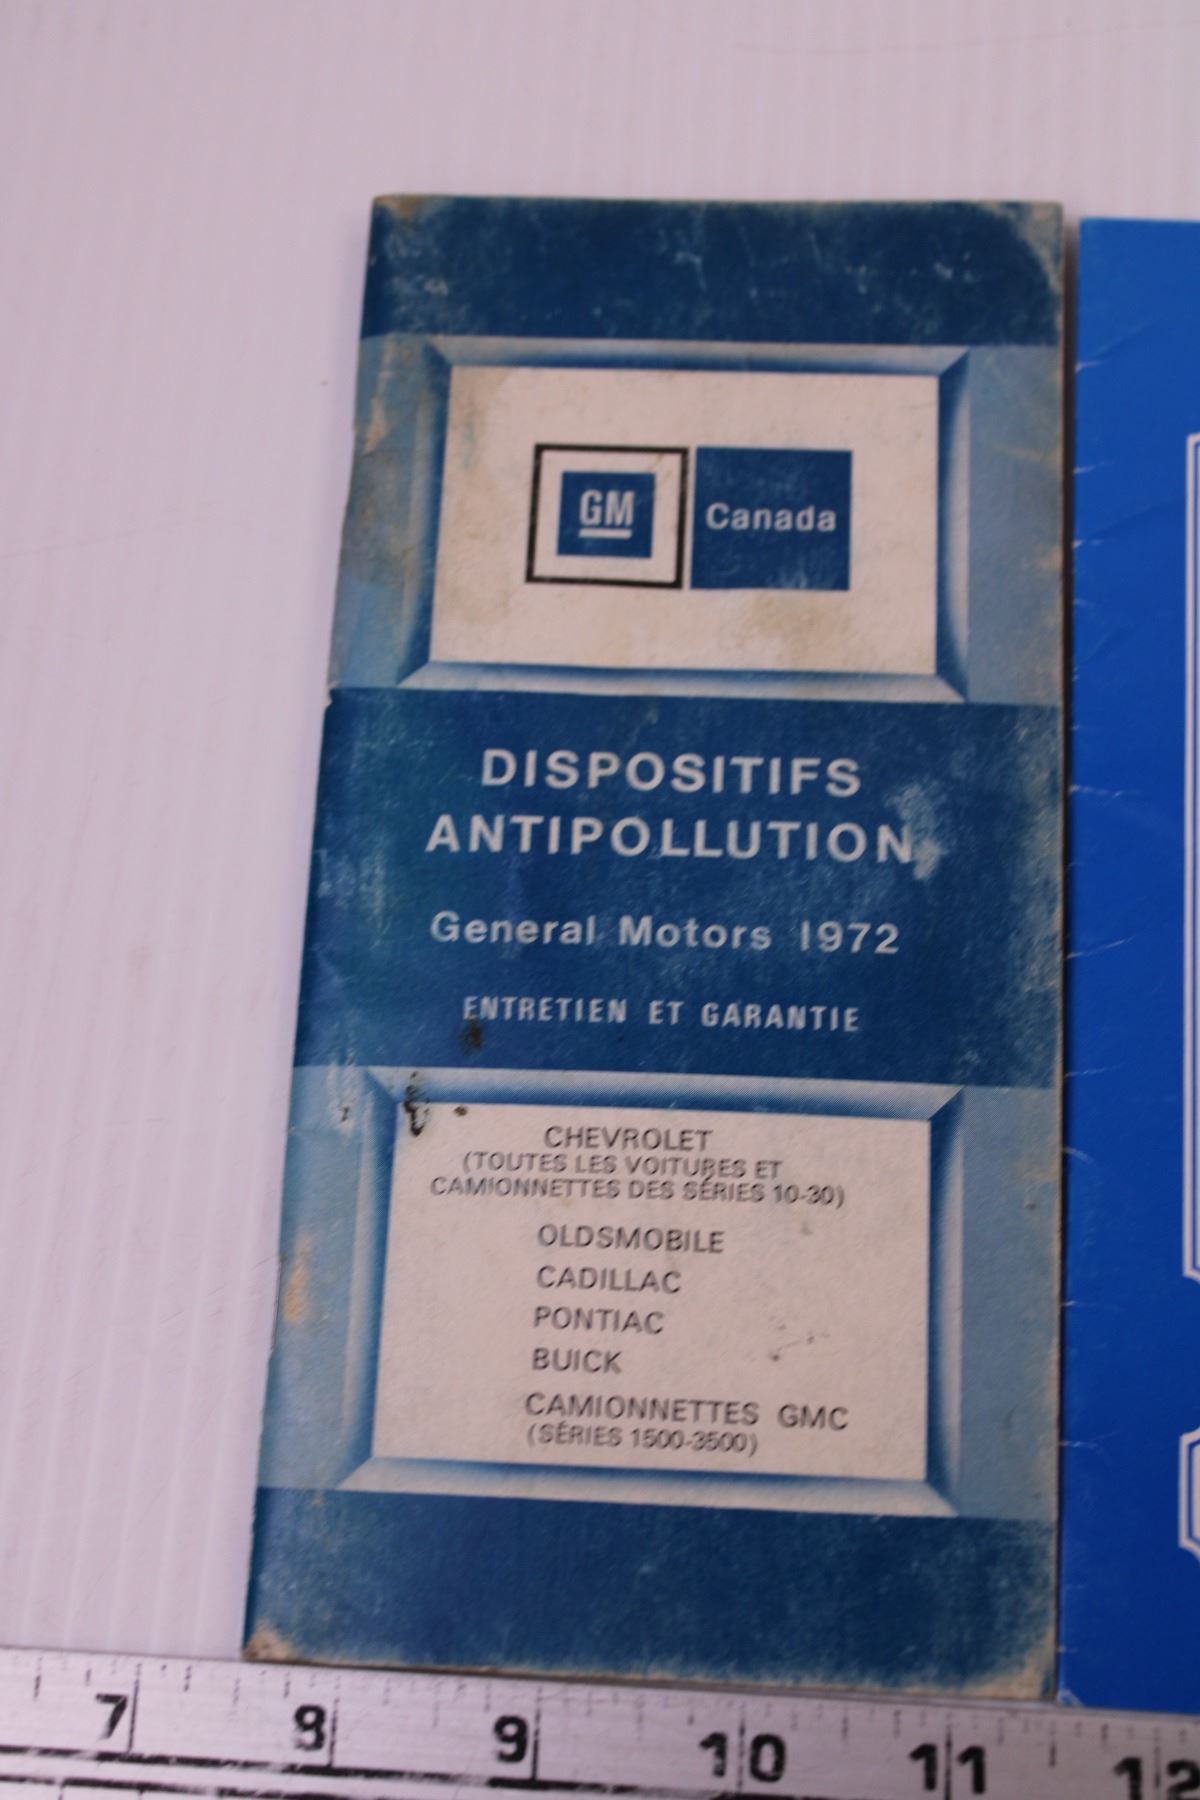 GM Canada
DISPOSITIFS
ANTIPOLLUTION
General Motors 1972
ENTRETIEN ET GARANTIE
CHEVROLET
(TOUTES LES VOITURES ET
CAMIONNETTES DES SÉRIES 10-30)
OLDSMOBILE
CADILLAC
PONTIAC
BUICK
CAMIONNETTES GMC
(SÉRIES 1500-3500)
7 8 9 10 11 12